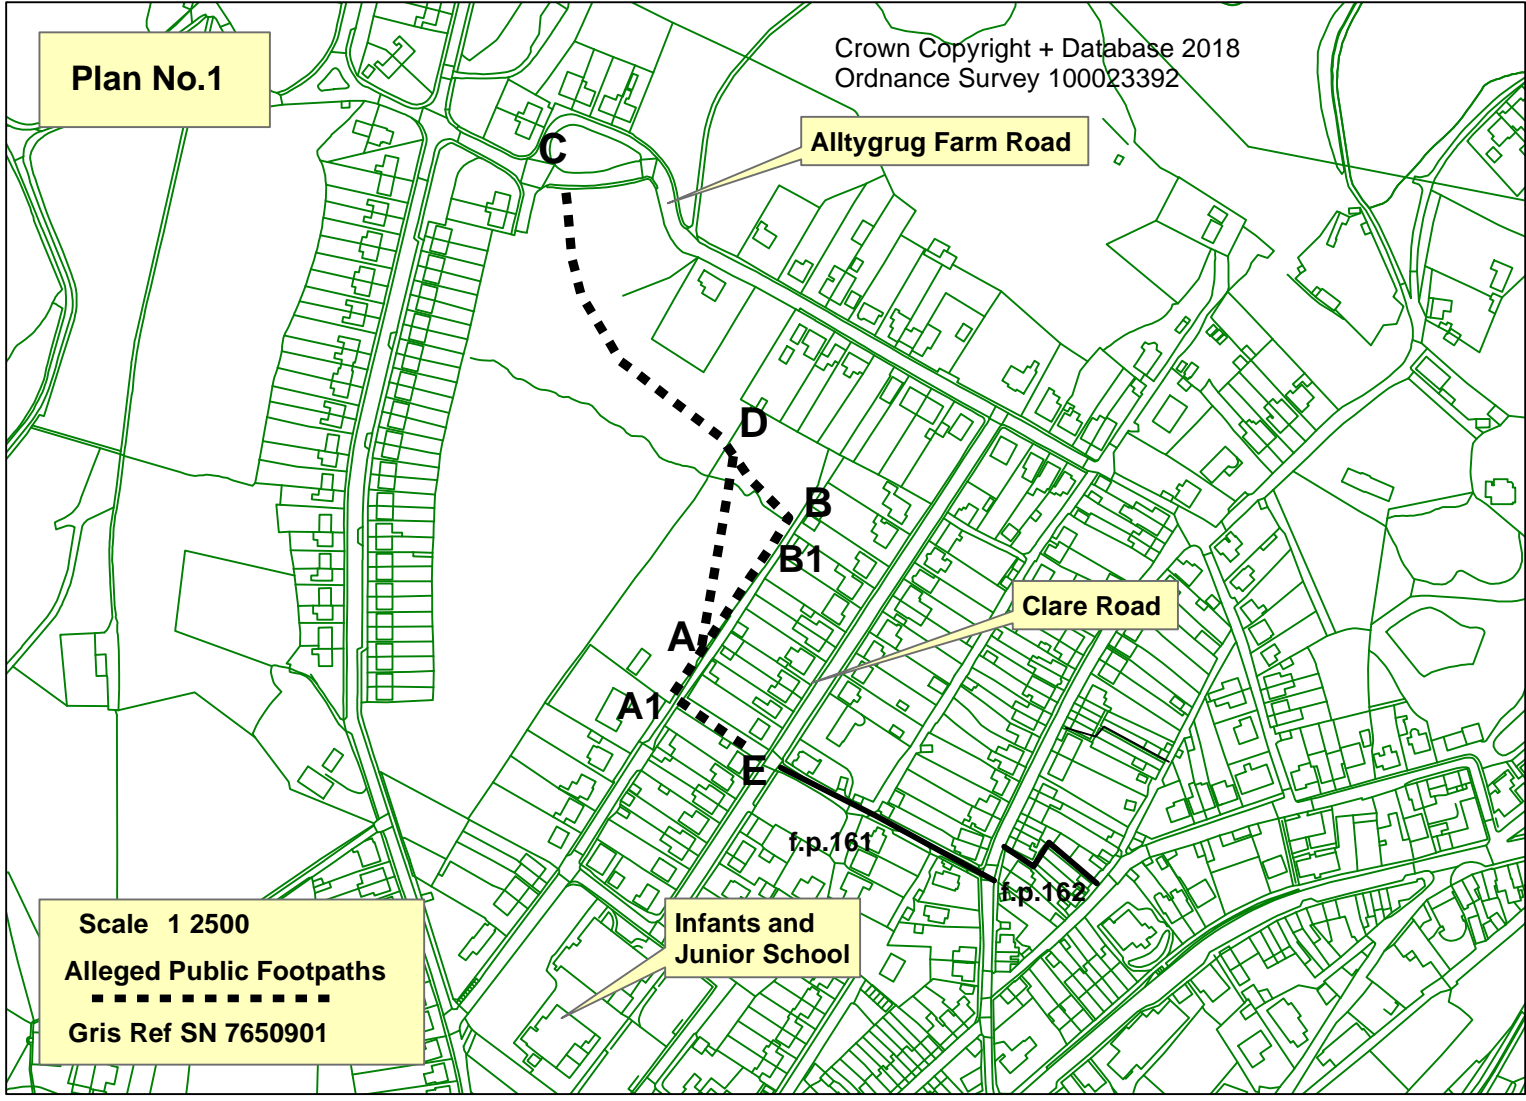 Plan No.1
Crown Copyright + Database 2018
Ordnance Survey 100023392
C
Alltygrug Farm Road
D
B
B1
Clare Road
A
A1
E
f.p.161
f.p.162
Infants and
Junior School
Scale 1 2500
Alleged Public Footpaths
Gris Ref SN 7650901